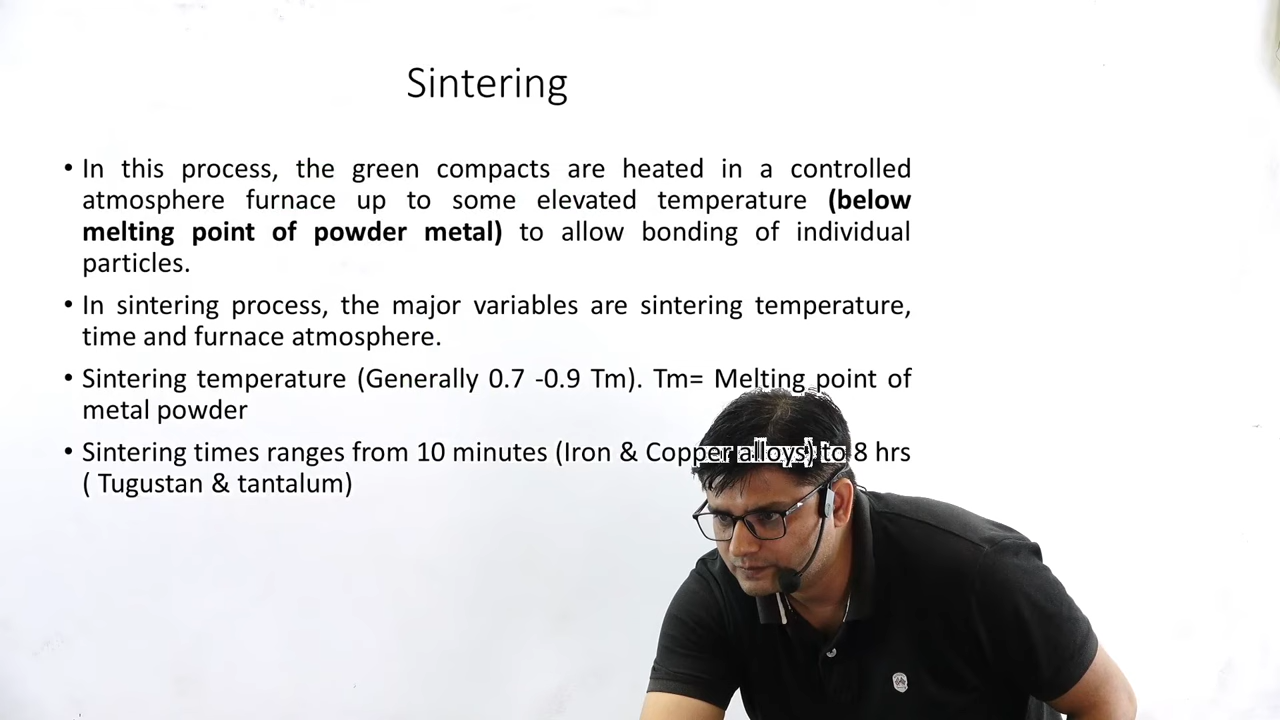 Sintering
• In this process, the green compacts are heated in a controlled
atmosphere furnace up to some elevated temperature (below
melting point of powder metal) to allow bonding of individual
particles.
• In sintering process, the major variables are sintering temperature,
time and furnace atmosphere.
• Sintering temperature (Generally 0.7 -0.9 Tm). Tm= Melting point of
metal powder
• Sintering times ranges from 10 minutes (Iron & Copper alloys) to 8 hrs
( Tugustan & tantalum)